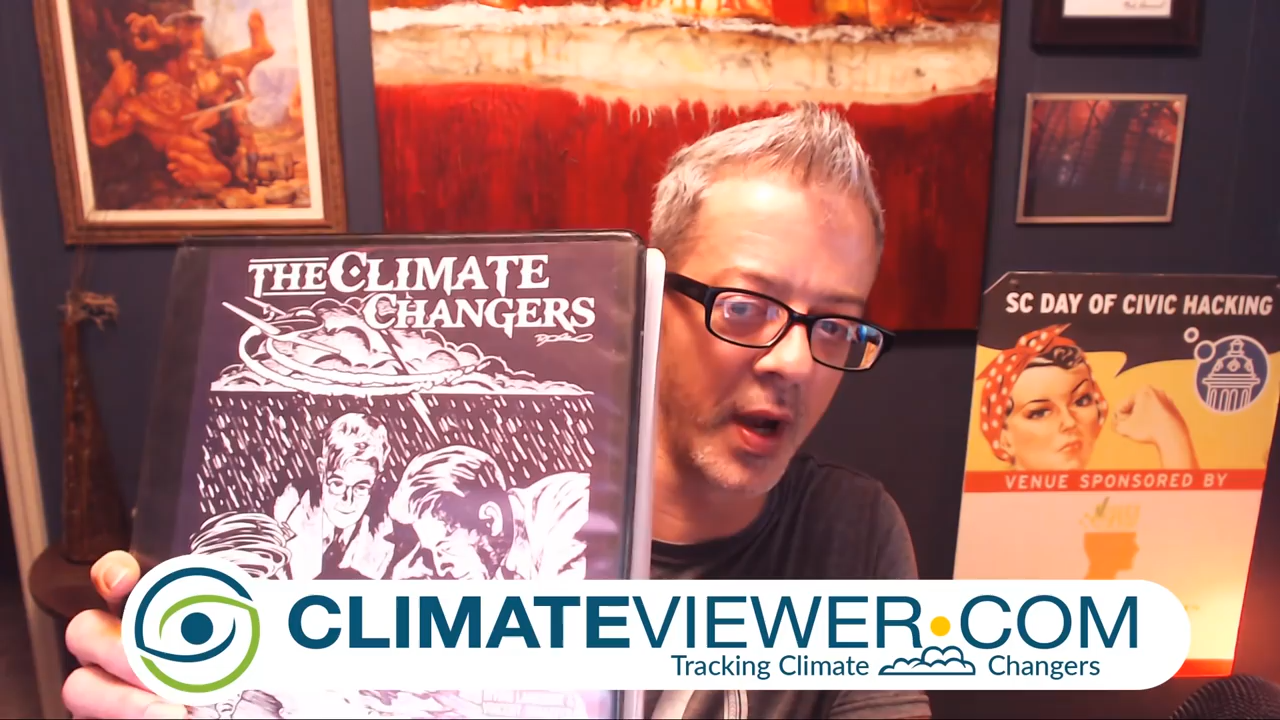 THE CLIMATE
CHANGERS
SC DAY OF CIVIC HACKING
VENUE SPONSORED BY
CLIMATEVIEWER.COM
Tracking Climate Changers